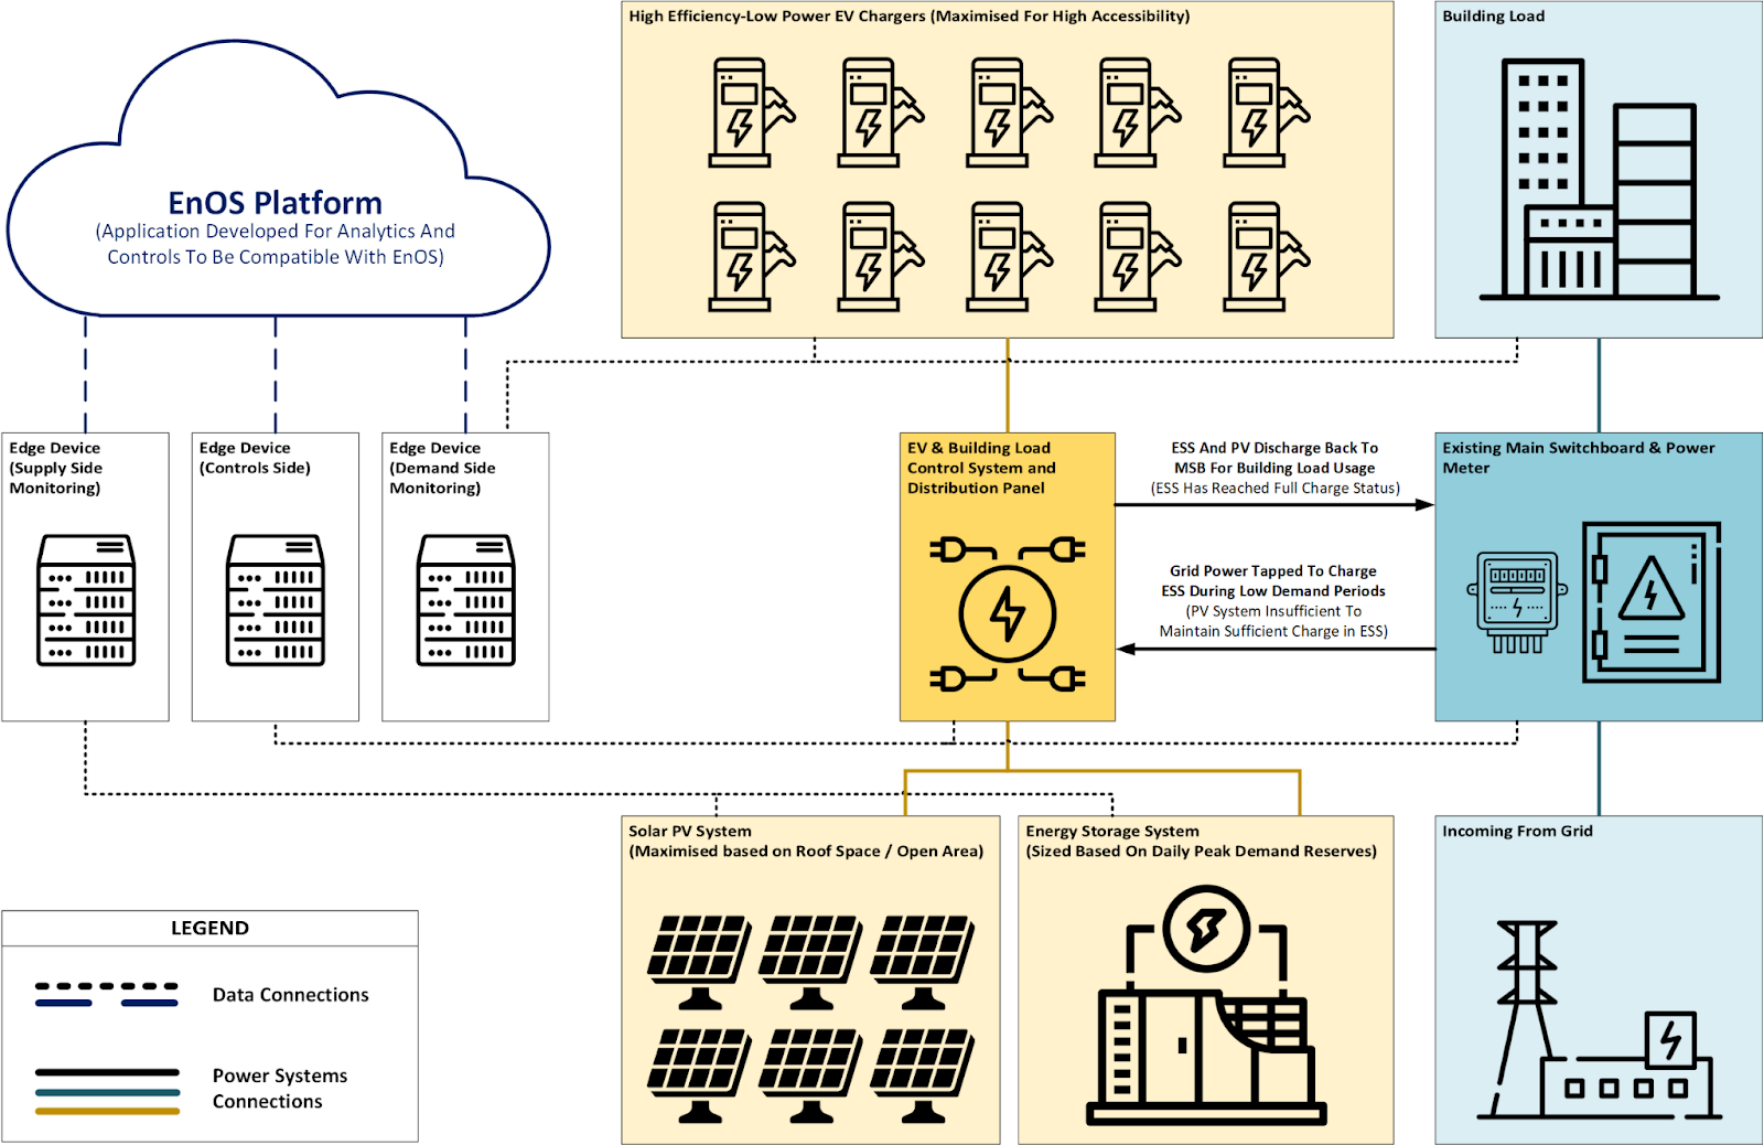 High Efficiency-Low Power EV Chargers (Maximised For High Accessibility)
Building Load
EnOS Platform
(Application Developed For Analytics And
Controls To Be Compatible With EnOS)
Edge Device
(Supply Side
Monitoring)
Edge Device
(Controls Side)
Edge Device
(Demand Side
Monitoring)
EV & Building Load
Control System and
Distribution Panel
ESS And PV Discharge Back To
MSB For Building Load Usage
(ESS Has Reached Full Charge Status)
Grid Power Tapped To Charge
ESS During Low Demand Periods
(PV System Insufficient To
Maintain Sufficient Charge in ESS)
Existing Main Switchboard & Power
Meter
Solar PV System
(Maximised based on Roof Space / Open Area)
Energy Storage System
(Sized Based On Daily Peak Demand Reserves)
Incoming From Grid
LEGEND
Data Connections
Power Systems
Connections